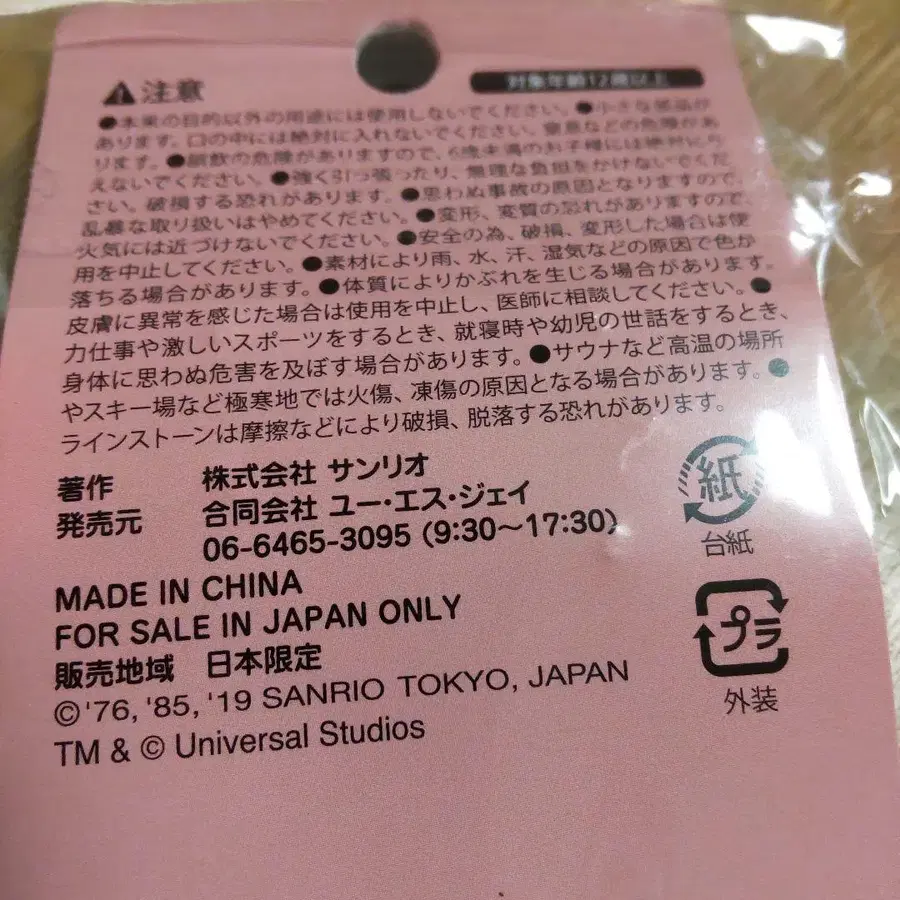 注意
対象年齢12歳以上
●本来の目的以外の用途には使用しないでください。●小さな部品が
あります。口の中には絶対に入れないでください。窒息などの危険があ
ります。●誤飲の危険がありますので、6歳未満のお子様には絶対に与
えないでください。●強く引っ張ったり、無理な負担をかけないでくだ
さい。破損する恐れがあります。●思わぬ事故の原因となりますので、
乱暴な取り扱いはやめてください。●変形、変質の恐れがありますので、
火気には近づけないでください。●安全の為、破損、変形した場合は使
用を中止してください。●素材により雨、水、汗、湿気などの原因で色が
落ちる場合があります。●体質によりかぶれを生じる場合があります。
皮膚に異常を感じた場合は使用を中止し、医師に相談してください。●
力仕事や激しいスポーツをするとき、就寝時や幼児の世話をするとき、
身体に思わぬ危害を及ぼす場合があります。●サウナなど高温の場所
やスキー場など極寒地では火傷、凍傷の原因となる場合があります。●
ラインストーンは摩擦などにより破損、脱落する恐れがあります。
著作 株式会社 サンリオ
発売元 合同会社 ユー・エス・ジェイ
06-6465-3095 (9:30〜17:30)
MADE IN CHINA
FOR SALE IN JAPAN ONLY
販売地域 日本限定
©'76, '85, '19 SANRIO TOKYO, JAPAN
TM & © Universal Studios
紙
台紙
プラ
外装